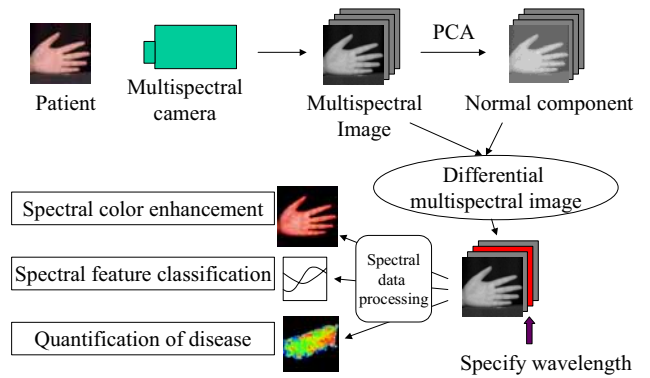 PCA
Patient
Multispectral
camera
Multispectral
Image
Normal component
Differential
multispectral image
Spectral color enhancement
Spectral feature classification
Quantification of disease
Spectral
data
processing
Specify wavelength